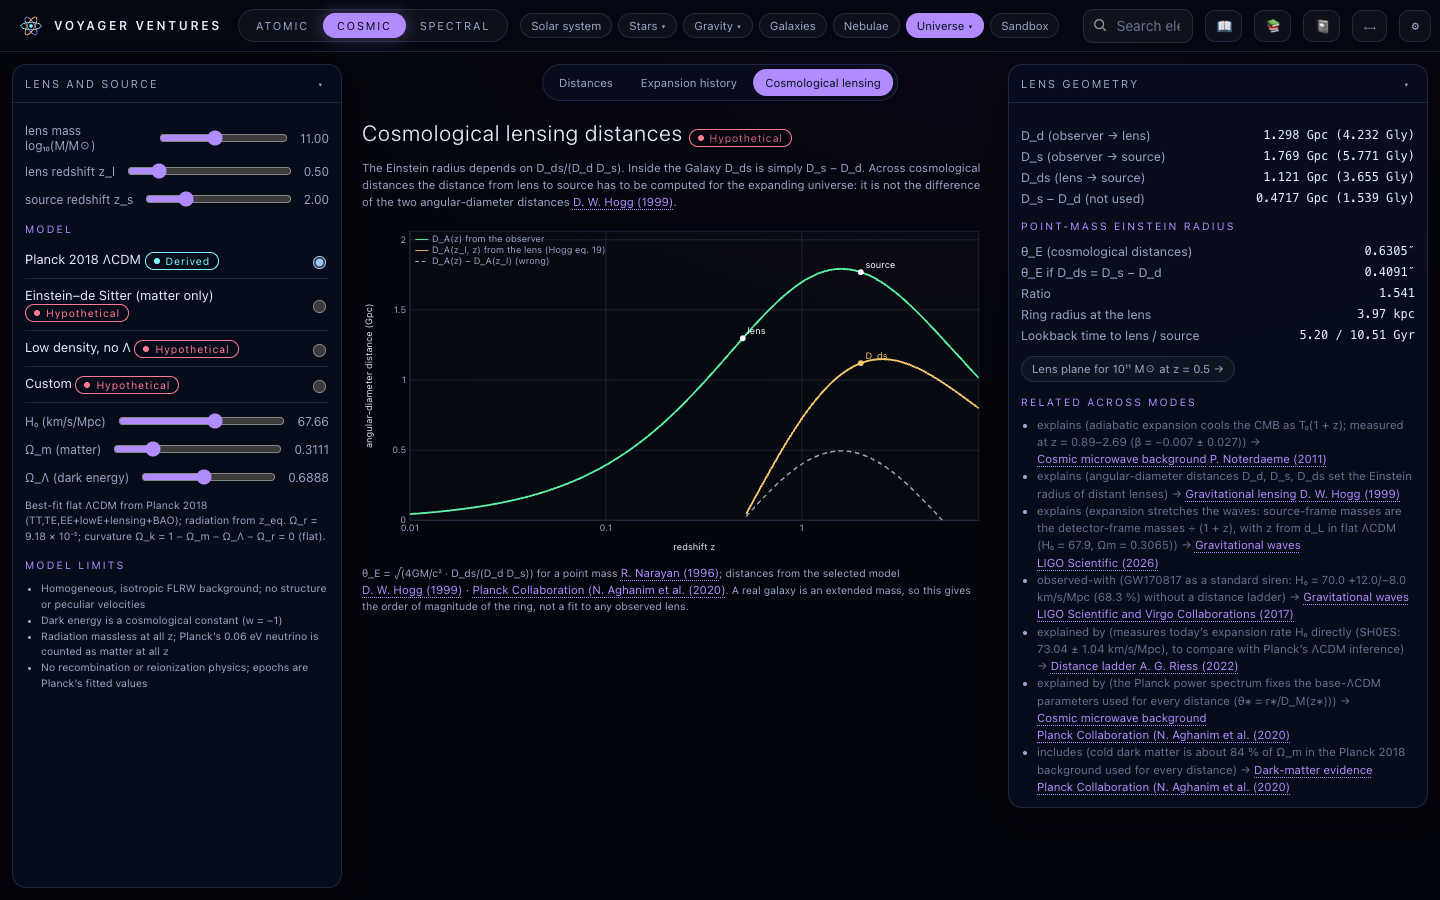 VOYAGER VENTURES
ATOMIC
COSMIC
SPECTRAL
Solar system
Stars ▾
Gravity ▾
Galaxies
Nebulae
Universe ▾
Sandbox
LENS AND SOURCE
lens mass
log₁₀(M/M☉)
11.00
lens redshift z_l
0.50
source redshift z_s
2.00
MODEL
Planck 2018 ΛCDM
Derived
Einstein–de Sitter (matter only)
Hypothetical
Low density, no Λ
Hypothetical
Custom
Hypothetical
H₀ (km/s/Mpc)
67.66
Ω_m (matter)
0.3111
Ω_Λ (dark energy)
0.6888
Best-fit flat ΛCDM from Planck 2018
(TT,TE,EE+lowE+lensing+BAO); radiation from z_eq. Ω_r =
9.18 × 10⁻⁵; curvature Ω_k = 1 − Ω_m − Ω_Λ − Ω_r = 0 (flat).
MODEL LIMITS
• Homogeneous, isotropic FLRW background; no structure
or peculiar velocities
• Dark energy is a cosmological constant (w = −1)
• Radiation massless at all z; Planck's 0.06 eV neutrino is
counted as matter at all z
• No recombination or reionization physics; epochs are
Planck's fitted values
Distances
Expansion history
Cosmological lensing
Cosmological lensing distances
Hypothetical
The Einstein radius depends on D_ds/(D_d D_s). Inside the Galaxy D_ds is simply D_s − D_d. Across cosmological
distances the distance from lens to source has to be computed for the expanding universe: it is not the difference
of the two angular-diameter distances D. W. Hogg (1999).
D_A(z) from the observer
D_A(z_l, z) from the lens (Hogg eq. 19)
D_A(z) − D_A(z_l) (wrong)
angular-diameter distance (Gpc)
2
1.5
1
0.5
0
source
lens
D_ds
0.01
0.1
1
redshift z
θ_E = √(4GM/c² · D_ds/(D_d D_s)) for a point mass R. Narayan (1996); distances from the selected model
D. W. Hogg (1999) · Planck Collaboration (N. Aghanim et al. (2020). A real galaxy is an extended mass, so this gives
the order of magnitude of the ring, not a fit to any observed lens.
LENS GEOMETRY
D_d (observer → lens)
1.298 Gpc (4.232 Gly)
D_s (observer → source)
1.769 Gpc (5.771 Gly)
D_ds (lens → source)
1.121 Gpc (3.655 Gly)
D_s − D_d (not used)
0.4717 Gpc (1.539 Gly)
POINT-MASS EINSTEIN RADIUS
θ_E (cosmological distances)
0.6305″
θ_E if D_ds = D_s − D_d
0.4091″
Ratio
1.541
Ring radius at the lens
3.97 kpc
Lookback time to lens / source
5.20 / 10.51 Gyr
Lens plane for 10¹¹ M☉ at z = 0.5 →
RELATED ACROSS MODES
• explains (adiabatic expansion cools the CMB as T₀(1 + z); measured
at z = 0.89–2.69 (β = −0.007 ± 0.027)) →
Cosmic microwave background P. Noterdaeme (2011)
• explains (angular-diameter distances D_d, D_s, D_ds set the Einstein
radius of distant lenses) → Gravitational lensing D. W. Hogg (1999)
• explains (expansion stretches the waves: source-frame masses are
the detector-frame masses ÷ (1 + z), with z from d_L in flat ΛCDM
(H₀ = 67.9, Ωm = 0.3065)) → Gravitational waves
LIGO Scientific (2026)
• observed-with (GW170817 as a standard siren: H₀ = 70.0 +12.0/−8.0
km/s/Mpc (68.3 %) without a distance ladder) → Gravitational waves
LIGO Scientific and Virgo Collaborations (2017)
• explained by (measures today's expansion rate H₀ directly (SH0ES:
73.04 ± 1.04 km/s/Mpc), to compare with Planck's ΛCDM inference)
→ Distance ladder A. G. Riess (2022)
• explained by (the Planck power spectrum fixes the base-ΛCDM
parameters used for every distance (θ∗ = r∗/D_M(z∗))) →
Cosmic microwave background
Planck Collaboration (N. Aghanim et al. (2020)
• includes (cold dark matter is about 84 % of Ω_m in the Planck 2018
background used for every distance) → Dark-matter evidence
Planck Collaboration (N. Aghanim et al. (2020)